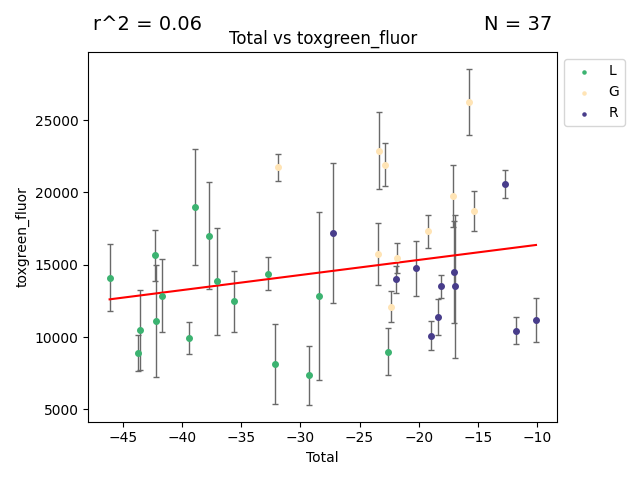 r^2 = 0.06
N = 37
Total vs toxgreen_fluor
L
G
R
25000
20000
15000
10000
5000
toxgreen_fluor
−45
−40
−35
−30
−25
−20
−15
−10
Total